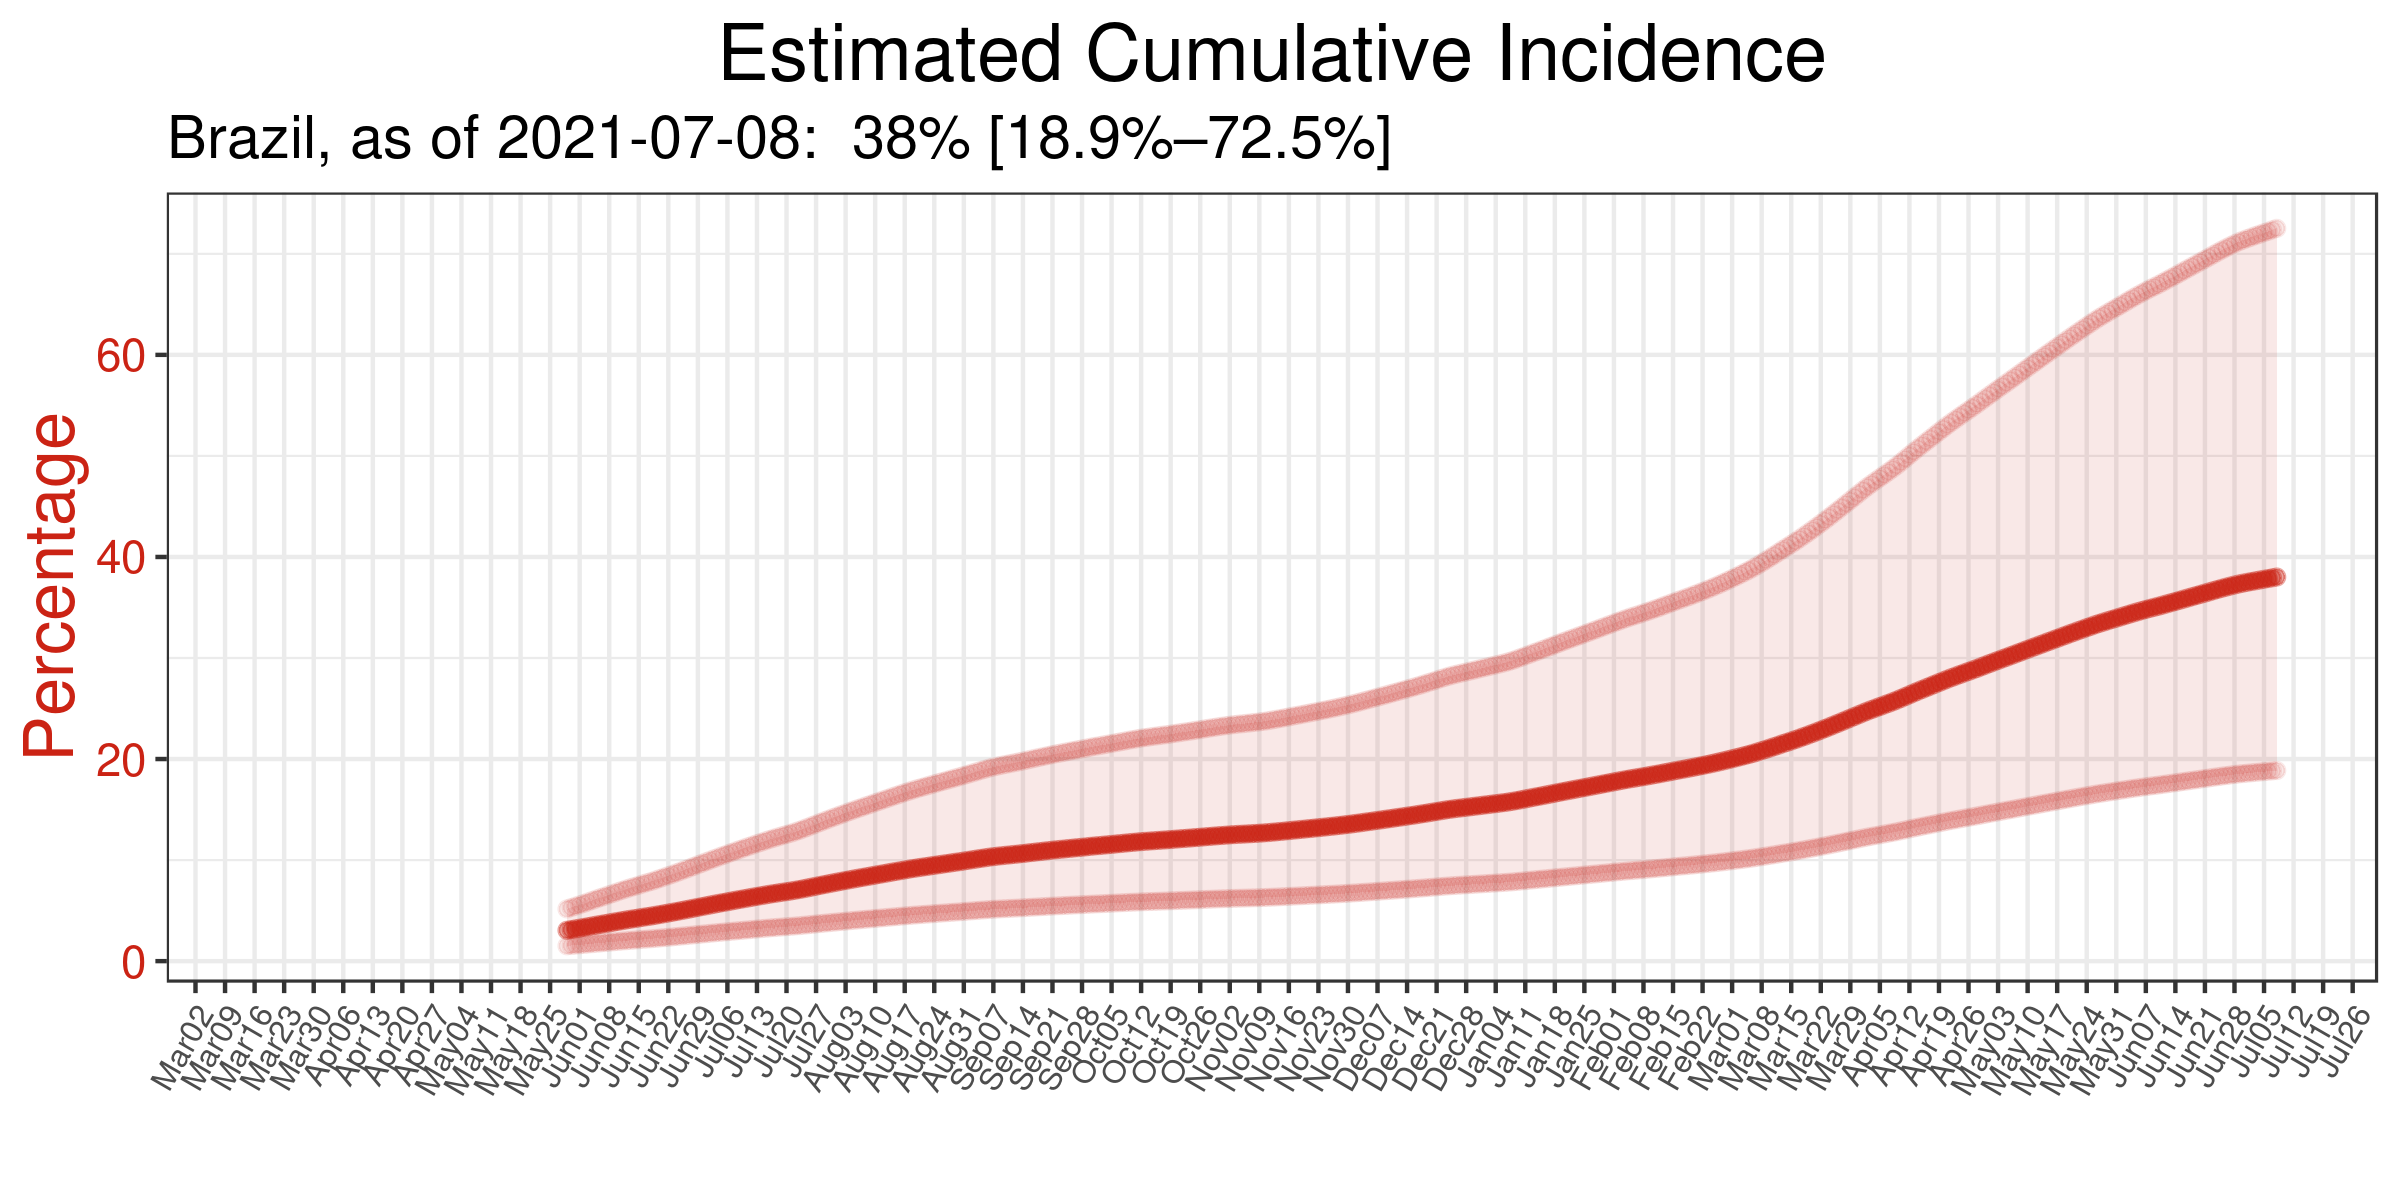 Estimated Cumulative Incidence
Brazil, as of 2021-07-08:  38% [18.9%–72.5%]
Percentage
60
40
20
0
Mar02 Mar09 Mar16 Mar23 Mar30 Apr06 Apr13 Apr20 Apr27 May04 May11 May18 May25 Jun01 Jun08 Jun15 Jun22 Jun29 Jul06 Jul13 Jul20 Jul27 Aug03 Aug10 Aug17 Aug24 Aug31 Sep07 Sep14 Sep21 Sep28 Oct05 Oct12 Oct19 Oct26 Nov02 Nov09 Nov16 Nov23 Nov30 Dec07 Dec14 Dec21 Dec28 Jan04 Jan11 Jan18 Jan25 Feb01 Feb08 Feb15 Feb22 Mar01 Mar08 Mar15 Mar22 Mar29 Apr05 Apr12 Apr19 Apr26 May03 May10 May17 May24 May31 Jun07 Jun14 Jun21 Jun28 Jul05 Jul12 Jul19 Jul26